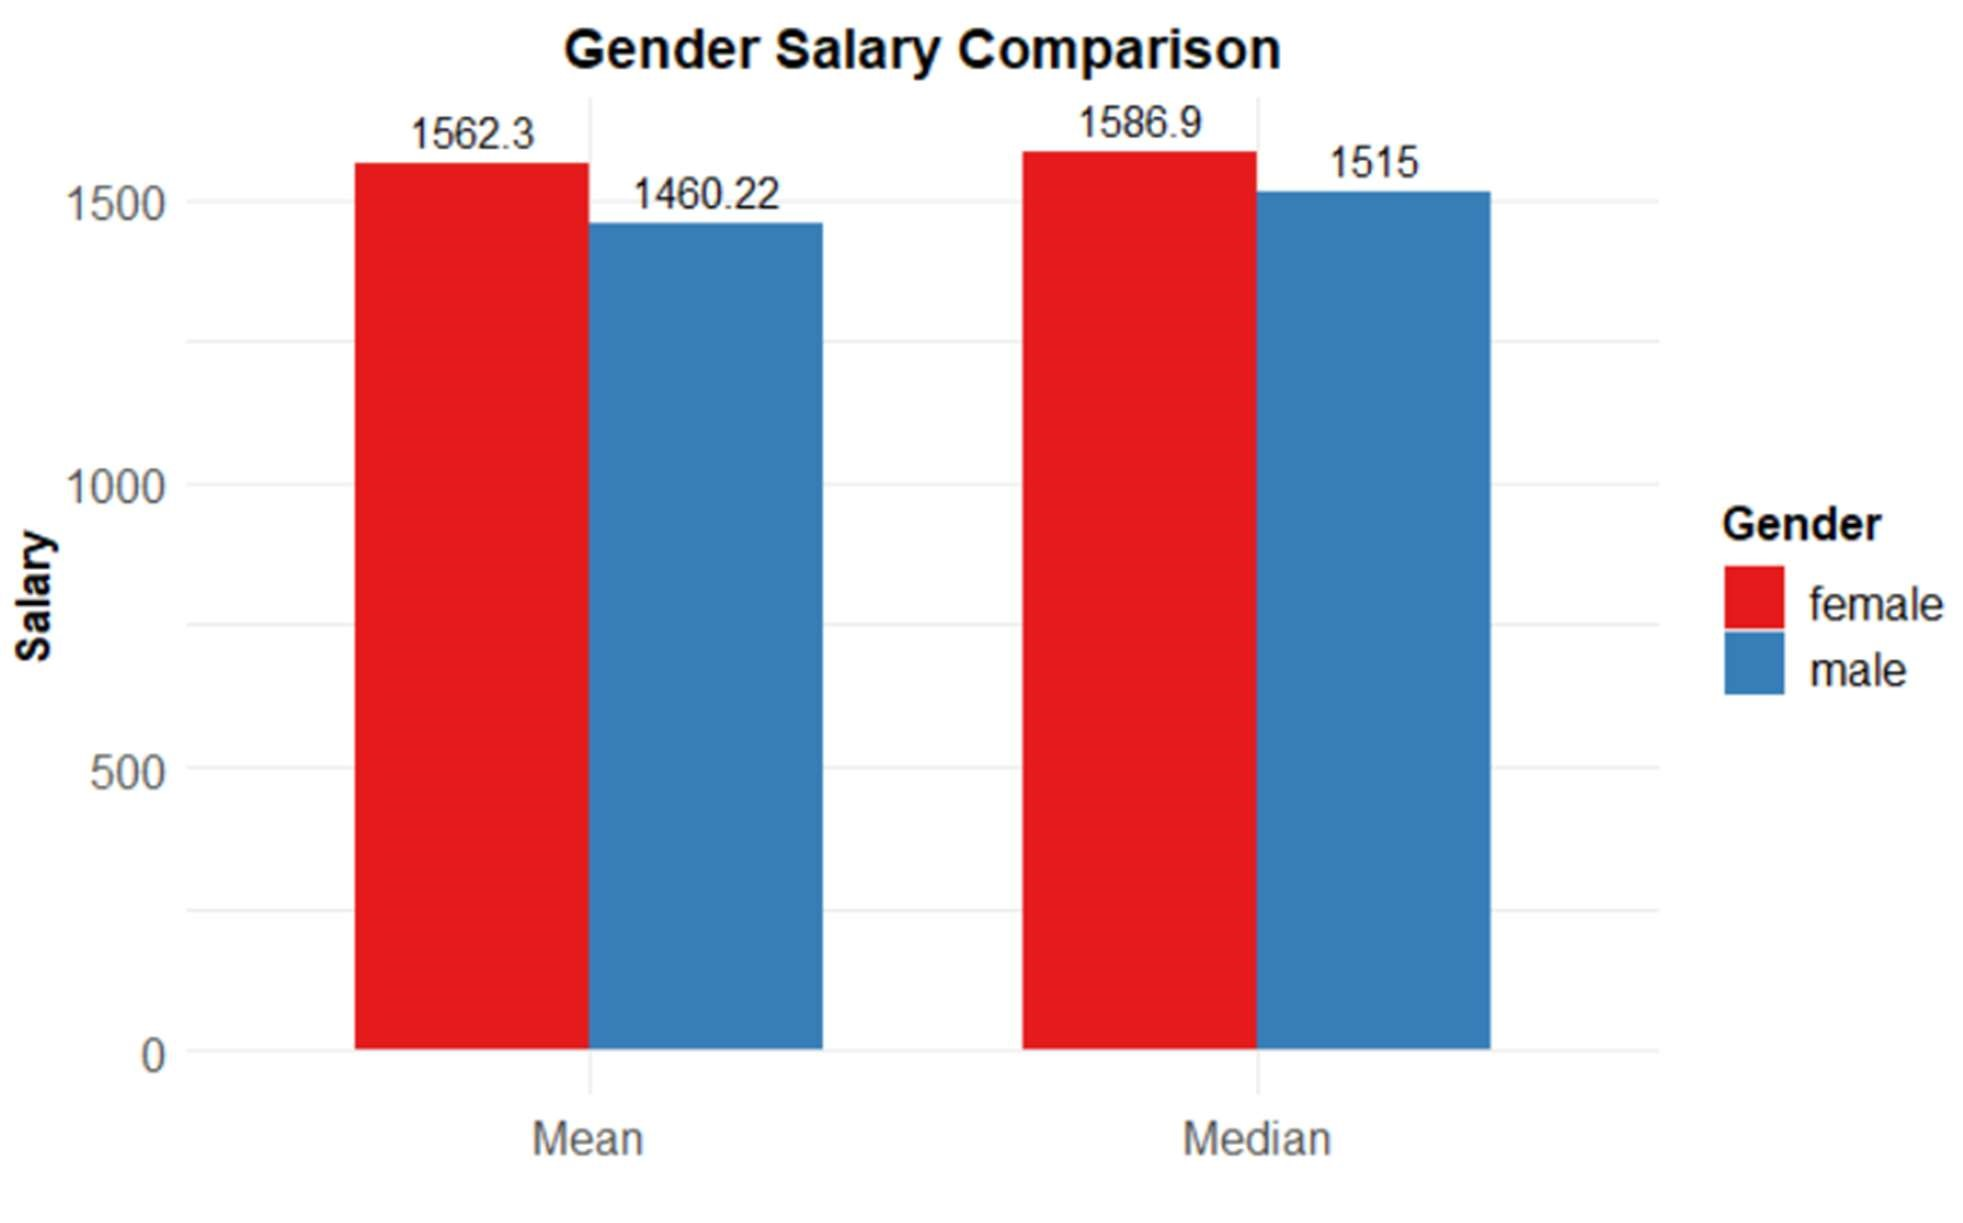 Gender Salary Comparison
1562.3
1460.22
1586.9
1515
1500
1000
500
0
Salary
Mean
Median
Gender
female
male